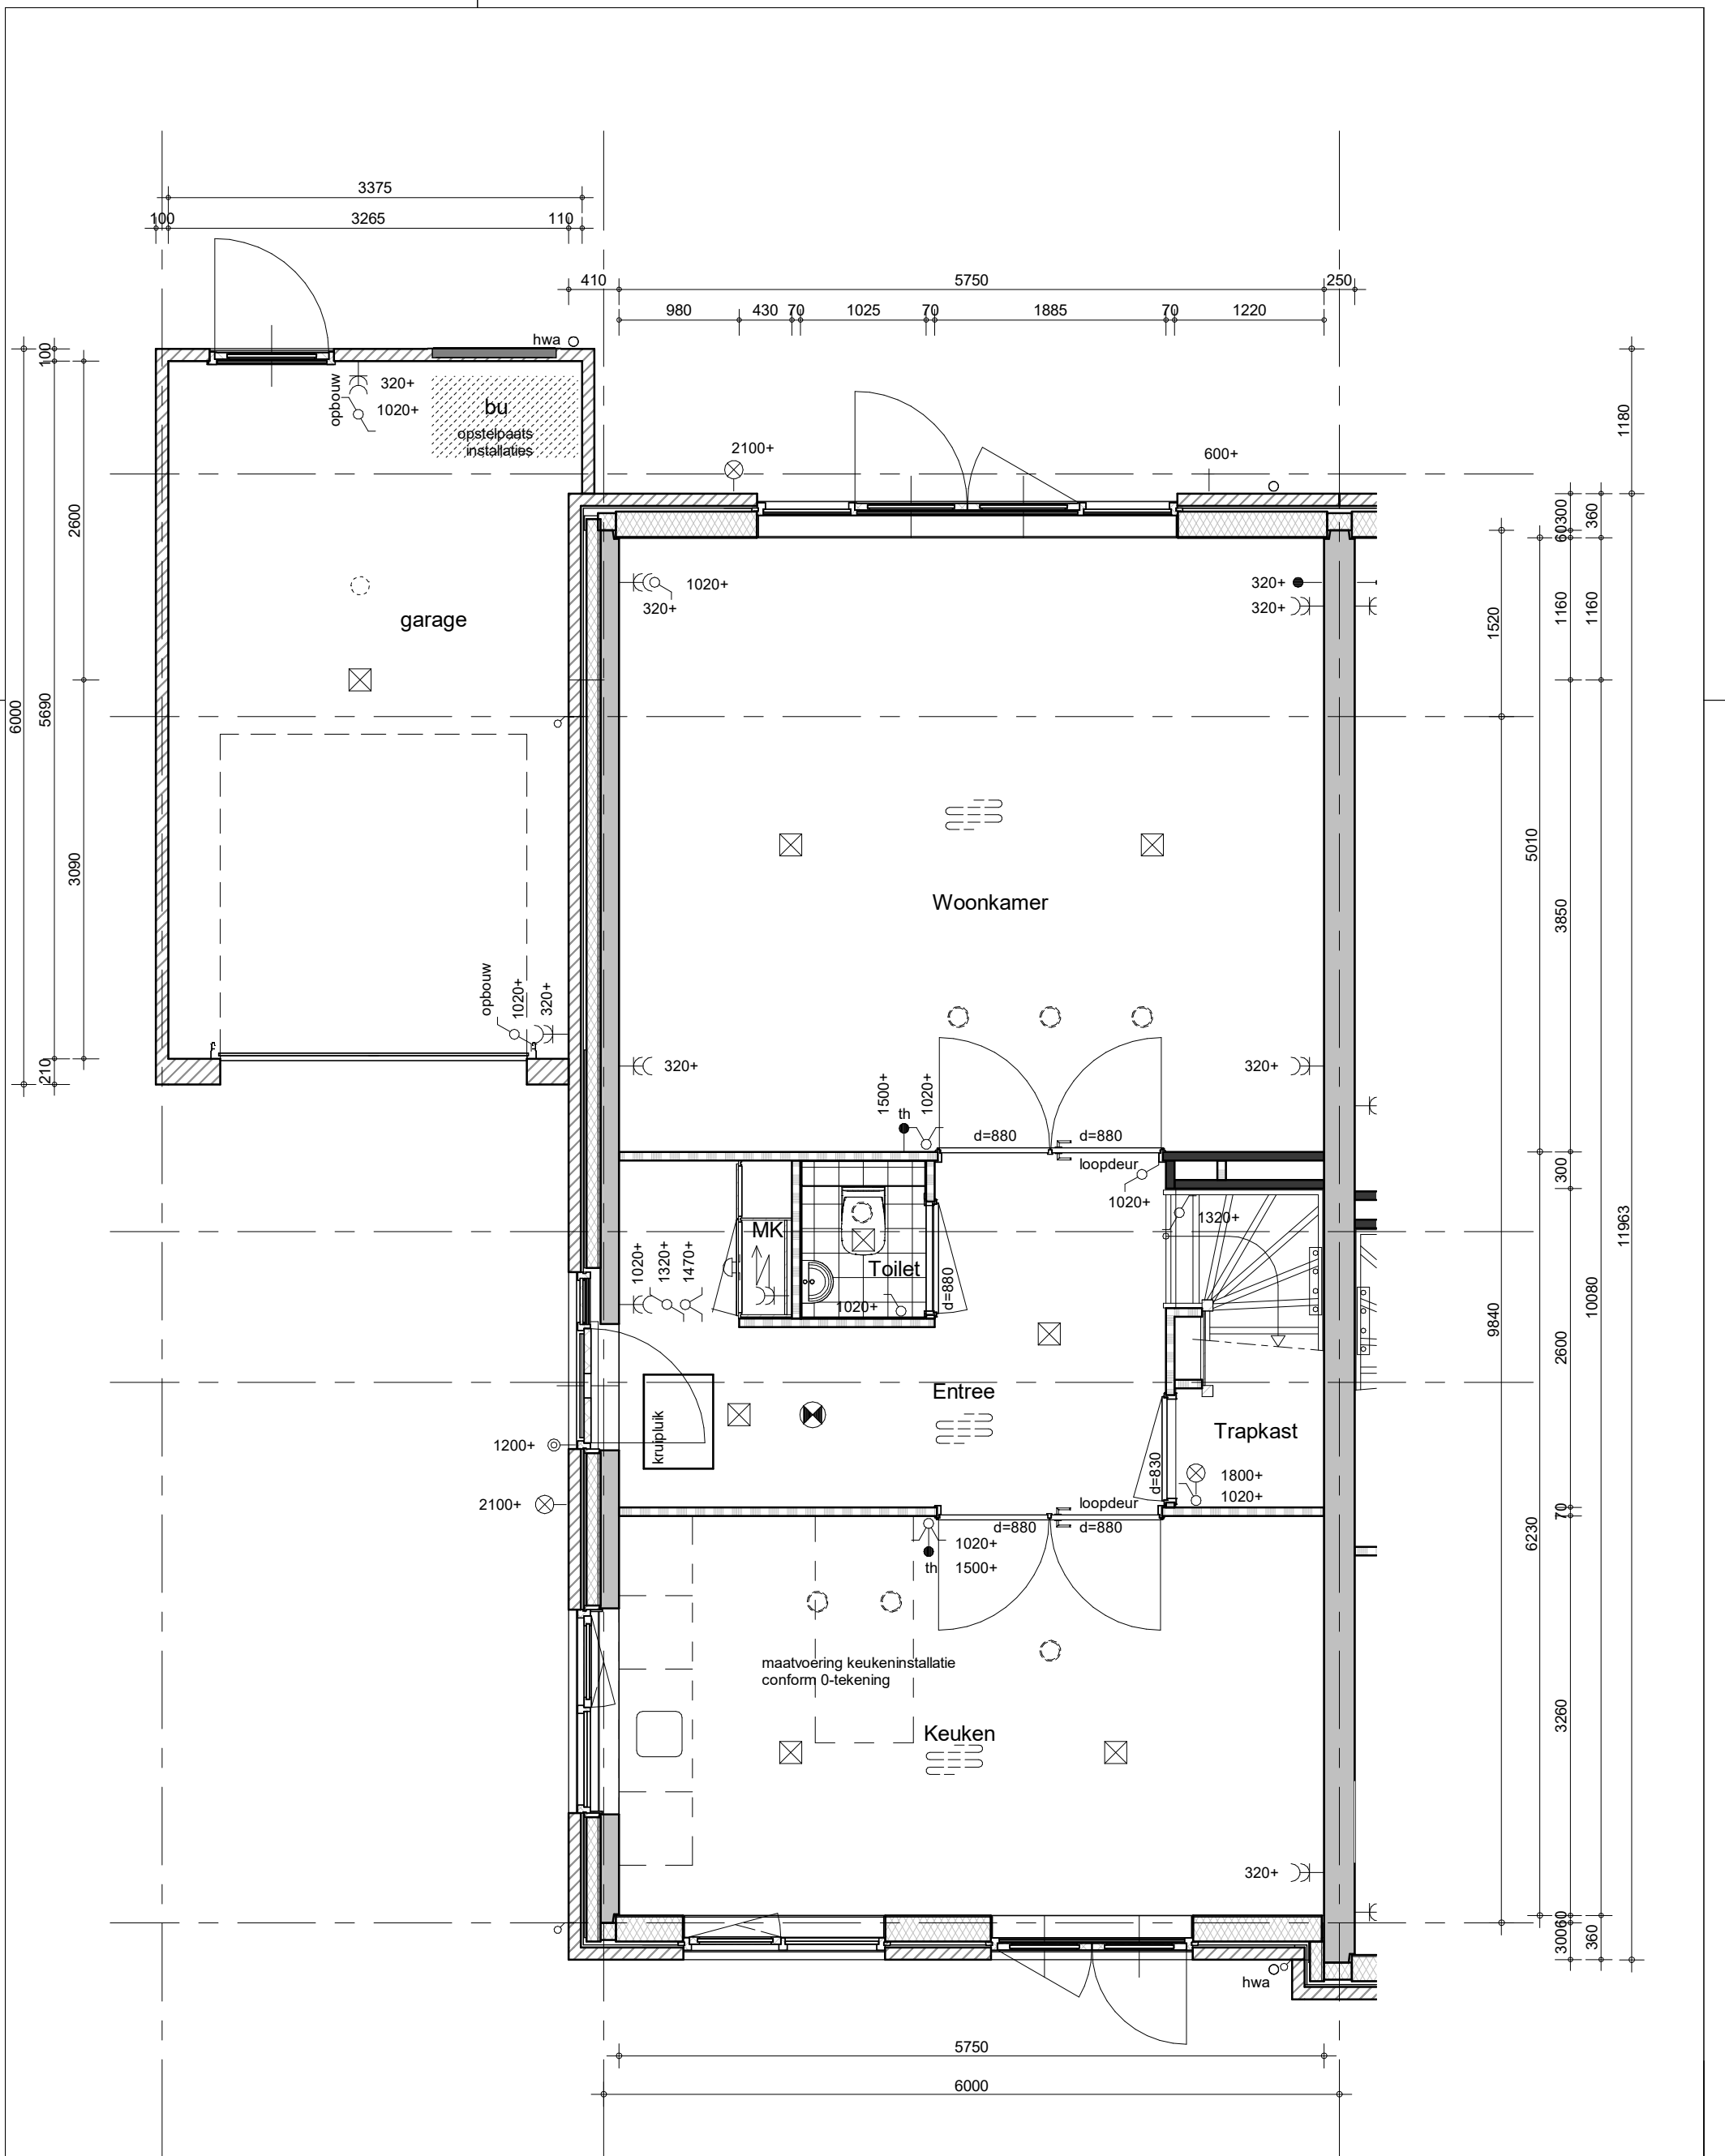 3375
100
3265
110
410
5750
250
980
430
70
1025
70
1885
70
1220
hwa
100
opbouw
320+
1020+
bu
opstelpaats
installaties
2100+
600+
1180
300
60
360
2600
1020+
320+
320+
320+
1160
1160
1520
garage
6000
5690
5010
3090
3850
Woonkamer
opbouw
1020+
320+
210
320+
320+
1500+
1020+
th
d=880
d=880
loopdeur
1020+
300
1320+
11963
MK
1020+
1320+
1470+
Toilet
1020+
d=880
10080
9840
2600
Entree
kruipluik
Trapkast
1200+
d=830
1800+
1020+
2100+
loopdeur
70
d=880
d=880
1020+
th
1500+
6230
maatvoering keukeninstallatie
conform 0-tekening
3260
Keuken
320+
60
300
360
hwa
5750
6000